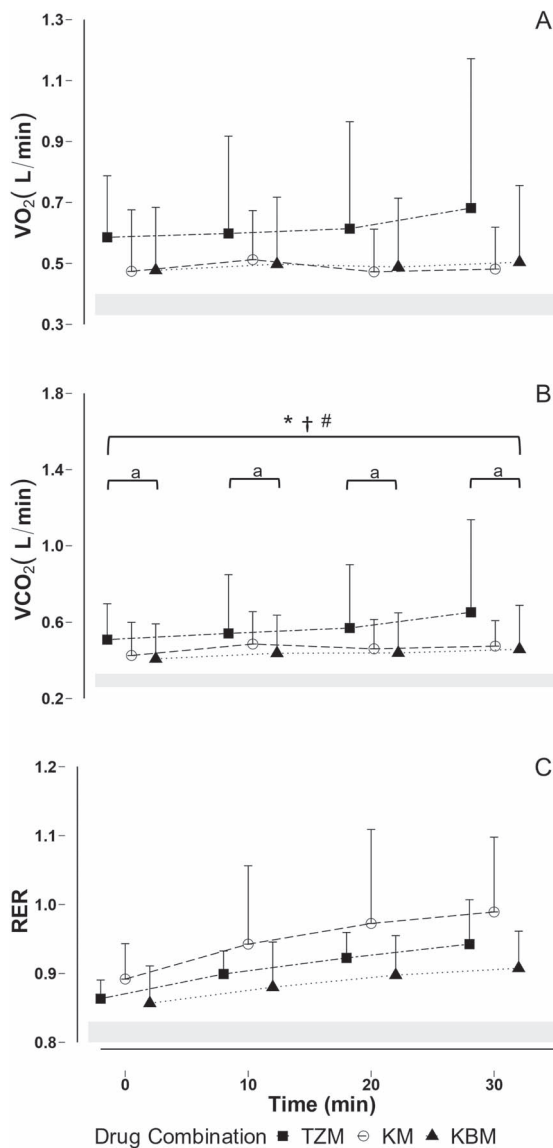 A
1.3
1.1
0.9
0.7
0.5
0.3
VO₂( L/min)
B
1.8
1.4
1.0
0.6
0.2
VCO₂( L/min)
* † #
a a a a
C
1.2
1.1
1.0
0.9
0.8
RER
0 10 20 30
Time (min)
Drug Combination TZM KM KBM